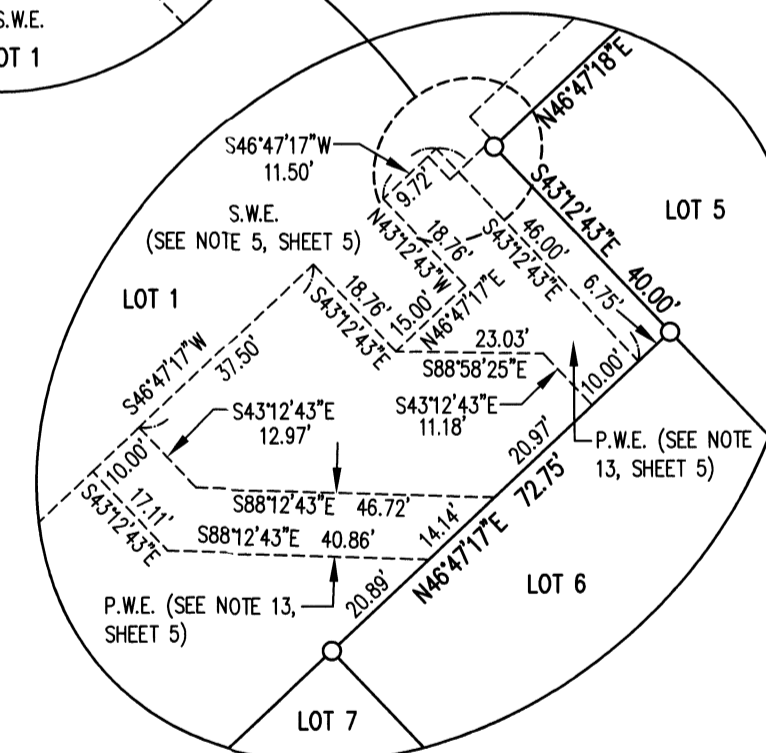 S.W.E.
OT 1
N46°47'18"E
S46°47'17"W
11.50'
9.72'
S43°12'43"E 40.00'
LOT 5
S.W.E.
(SEE NOTE 5, SHEET 5)
N43°12'43"W
18.76'
46.00'
S43°12'43"E
6.75'
LOT 1
18.76'
S43°12'43"E
15.00'
N46°47'17"E
23.03'
S88°58'25"E
S46°47'17"W
37.50'
S43°12'43"E
11.18'
10.00'
S43°12'43"E
12.97'
20.97'
P.W.E. (SEE NOTE
13, SHEET 5)
10.00'
17.11'
S43°12'43"E
S88°12'43"E 46.72'
S88°12'43"E 40.86'
14.14'
N46°47'17"E 72.75'
20.89'
LOT 6
P.W.E. (SEE NOTE 13,
SHEET 5)
LOT 7